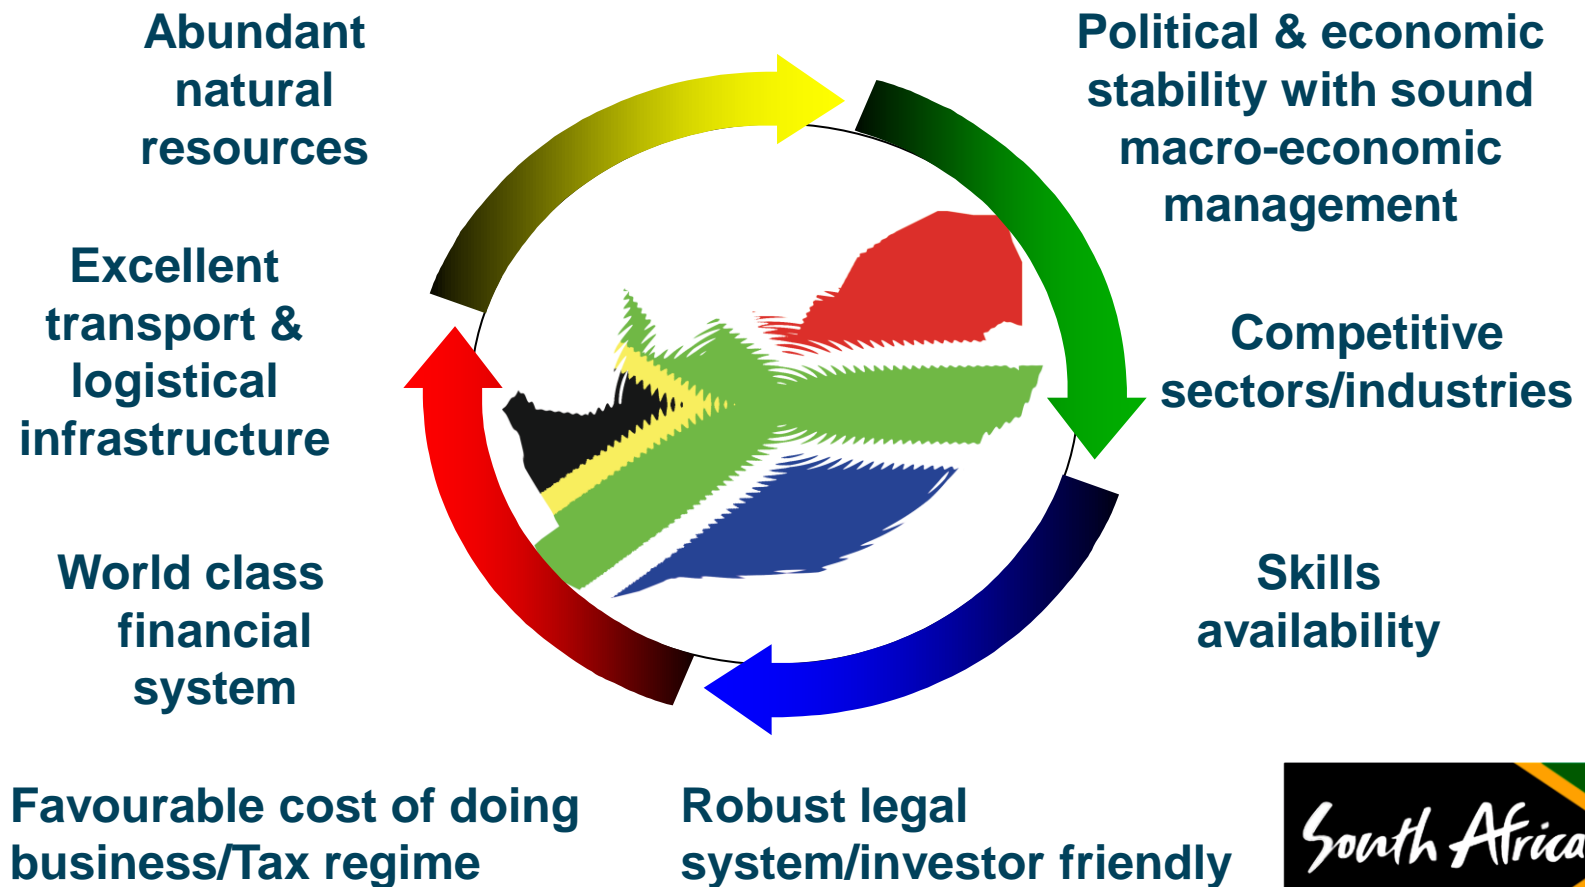 Abundant
natural
resources
Political & economic
stability with sound
macro-economic
management
Excellent
transport &
logistical
infrastructure
Competitive
sectors/industries
World class
financial
system
Skills
availability
Favourable cost of doing
business/Tax regime
Robust legal
system/investor friendly
South Africa